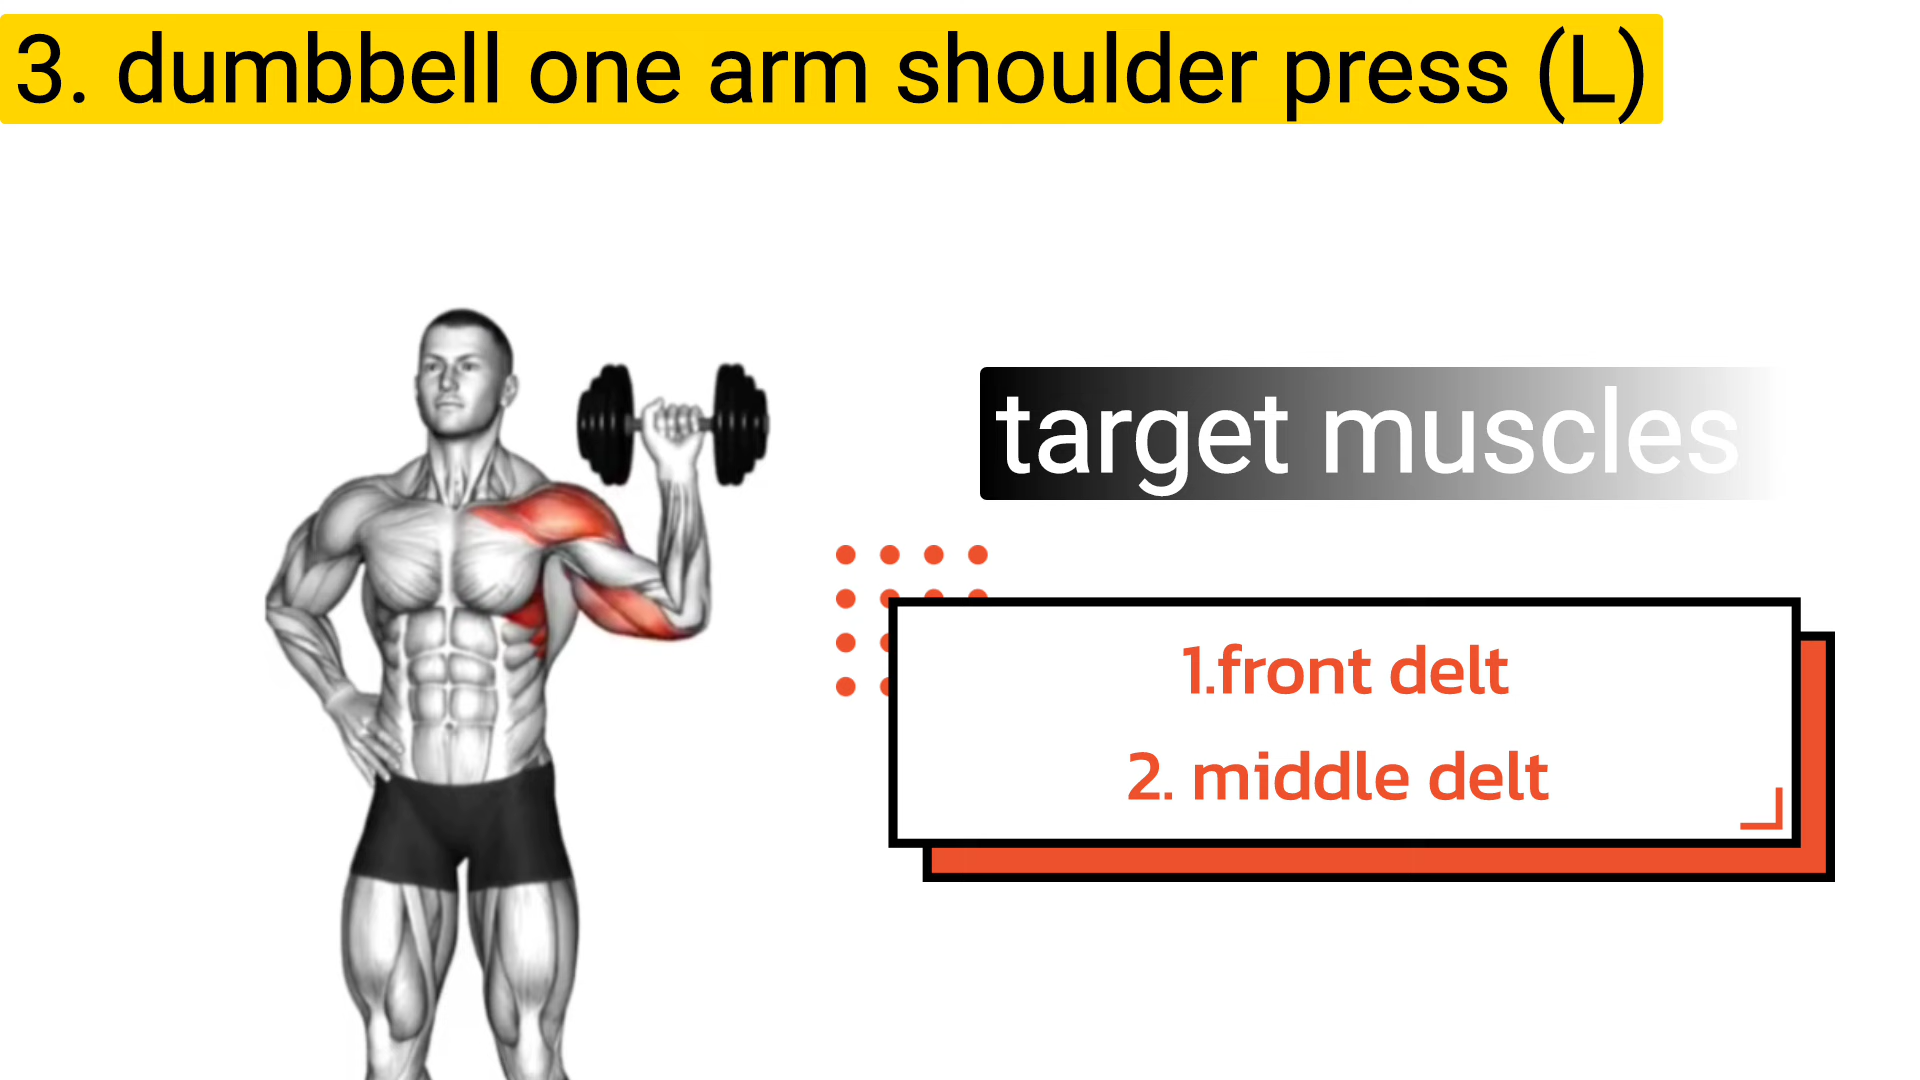 3. dumbbell one arm shoulder press (L)
target muscles
1.front delt
2. middle delt